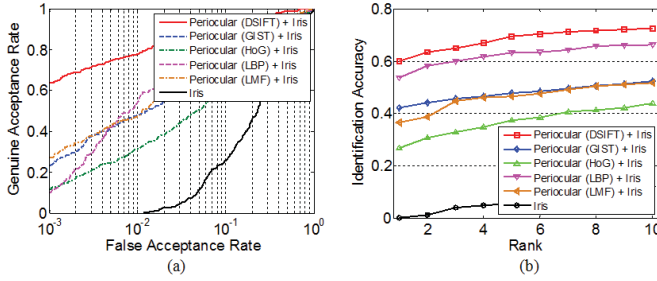 Genuine Acceptance Rate
1
0.8
0.6
0.4
0.2
0
10^-3
10^-2
10^-1
10^0
False Acceptance Rate
Periocular (DSIFT) + Iris
Periocular (GIST) + Iris
Periocular (HoG) + Iris
Periocular (LBP) + Iris
Periocular (LMF) + Iris
Iris
(a)
Identification Accuracy
0.8
0.4
0.2
0
2
4
6
8
10
Rank
Periocular (DSIFT) + Iris
Periocular (GIST) + Iris
Periocular (HoG) + Iris
Periocular (LBP) + Iris
Periocular (LMF) + Iris
Iris
(b)